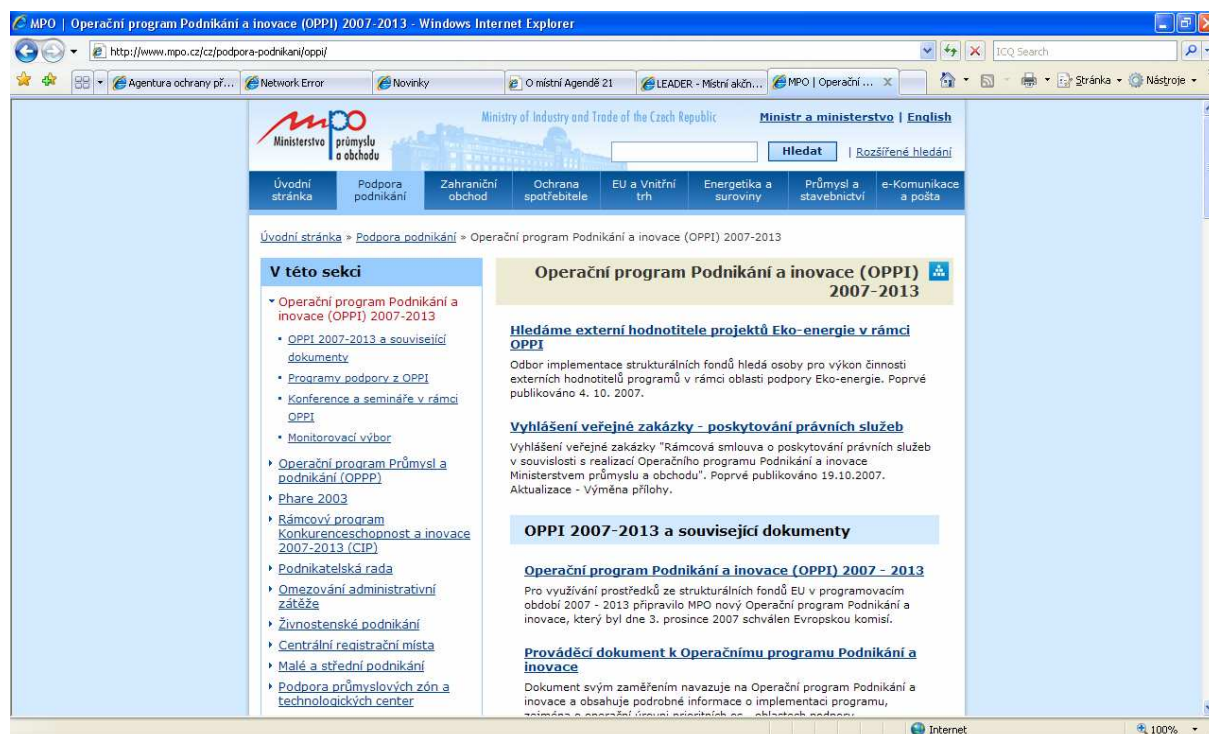 MPO | Operační program Podnikání a inovace (OPPI) 2007-2013 - Windows Internet Explorer
http://www.mpo.cz/cz/podpora-podnikani/oppi/
ICQ Search
Agentura ochrany př...
Network Error
Novinky
O místní Agendě 21
LEADER - Místní akčn...
MPO | Operační ...
Stránka
Nástroje
mpo
Ministerstvo průmyslu
a obchodu
Ministry of Industry and Trade of the Czech Republic
Ministr a ministerstvo | English
Hledat | Rozšířené hledání
Úvodní
stránka
Podpora
podnikání
Zahraniční
obchod
Ochrana
spotřebitele
EU a Vnitřní
trh
Energetika a
suroviny
Průmysl a
stavebnictví
e-Komunikace
a pošta
Úvodní stránka » Podpora podnikání » Operační program Podnikání a inovace (OPPI) 2007-2013
V této sekci
Operační program Podnikání a
inovace (OPPI) 2007-2013
• OPPI 2007-2013 a související
dokumenty
• Programy podpory z OPPI
• Konference a semináře v rámci
OPPI
• Monitorovací výbor
Operační program Průmysl a
podnikání (OPPP)
Phare 2003
Rámcový program
Konkurenceschopnost a inovace
2007-2013 (CIP)
Podnikatelská rada
Omezování administrativní
zátěže
Živnostenské podnikání
Centrální registrační místa
Malé a střední podnikání
Podpora průmyslových zón a
technologických center
Operační program Podnikání a inovace (OPPI)
2007-2013
Hledáme externí hodnotitele projektů Eko-energie v rámci
OPPI
Odbor implementace strukturálních fondů hledá osoby pro výkon činnosti
externích hodnotitelů programů v rámci oblasti podpory Eko-energie. Poprvé
publikováno 4. 10. 2007.
Vyhlášení veřejné zakázky - poskytování právních služeb
Vyhlášení veřejné zakázky "Rámcová smlouva o poskytování právních služeb
v souvislosti s realizací Operačního programu Podnikání a inovace
Ministerstvem průmyslu a obchodu". Poprvé publikováno 19.10.2007.
Aktualizace - Výměna přílohy.
OPPI 2007-2013 a související dokumenty
Operační program Podnikání a inovace (OPPI) 2007 - 2013
Pro využívání prostředků ze strukturálních fondů EU v programovacím
období 2007 - 2013 připravilo MPO nový Operační program Podnikání a
inovace, který byl dne 3. prosince 2007 schválen Evropskou komisí.
Prováděcí dokument k Operačnímu programu Podnikání a
inovace
Dokument svým zaměřením navazuje na Operační program Podnikání a
inovace a obsahuje podrobné informace o implementaci programu,
Internet
100%